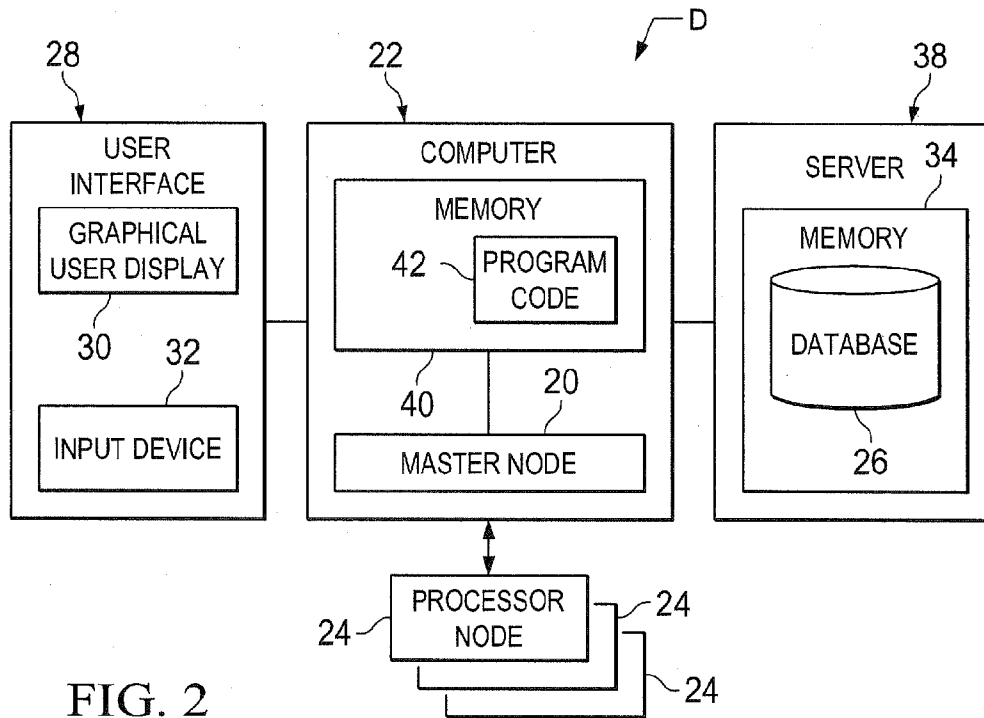 D
28
22
38
USER
INTERFACE
GRAPHICAL
USER DISPLAY
30
32
INPUT DEVICE
COMPUTER
MEMORY
42
PROGRAM
CODE
40
20
MASTER NODE
SERVER
34
MEMORY
DATABASE
26
PROCESSOR
NODE
24
24
24
FIG. 2